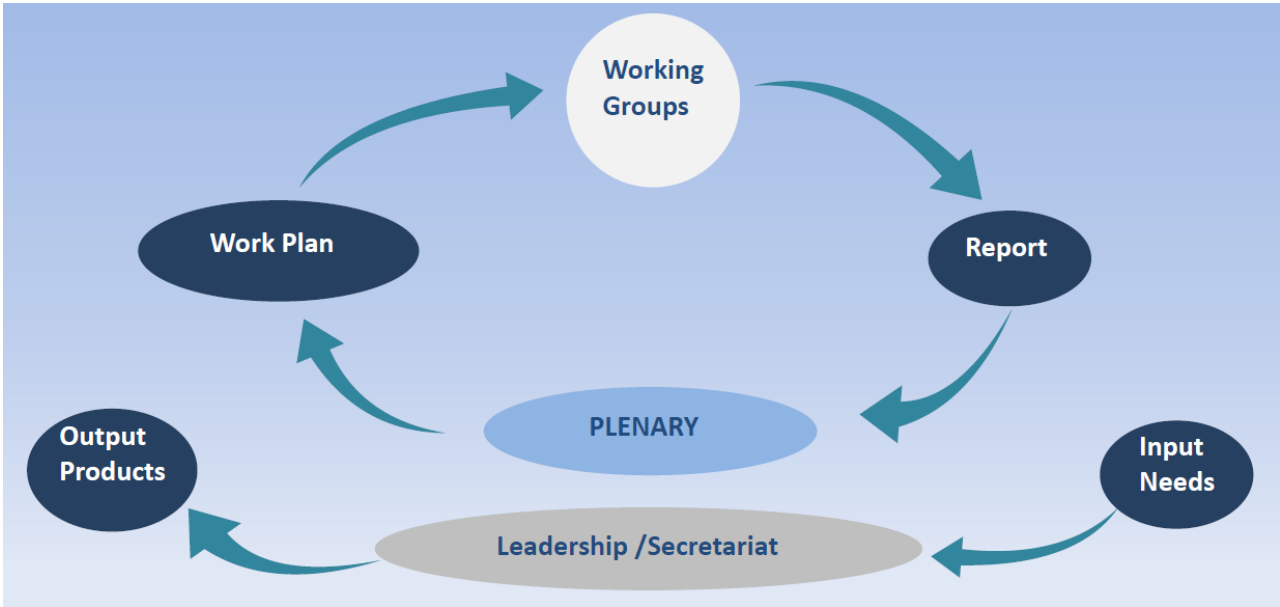 Working
Groups
Work Plan
Report
PLENARY
Output
Products
Input
Needs
Leadership /Secretariat